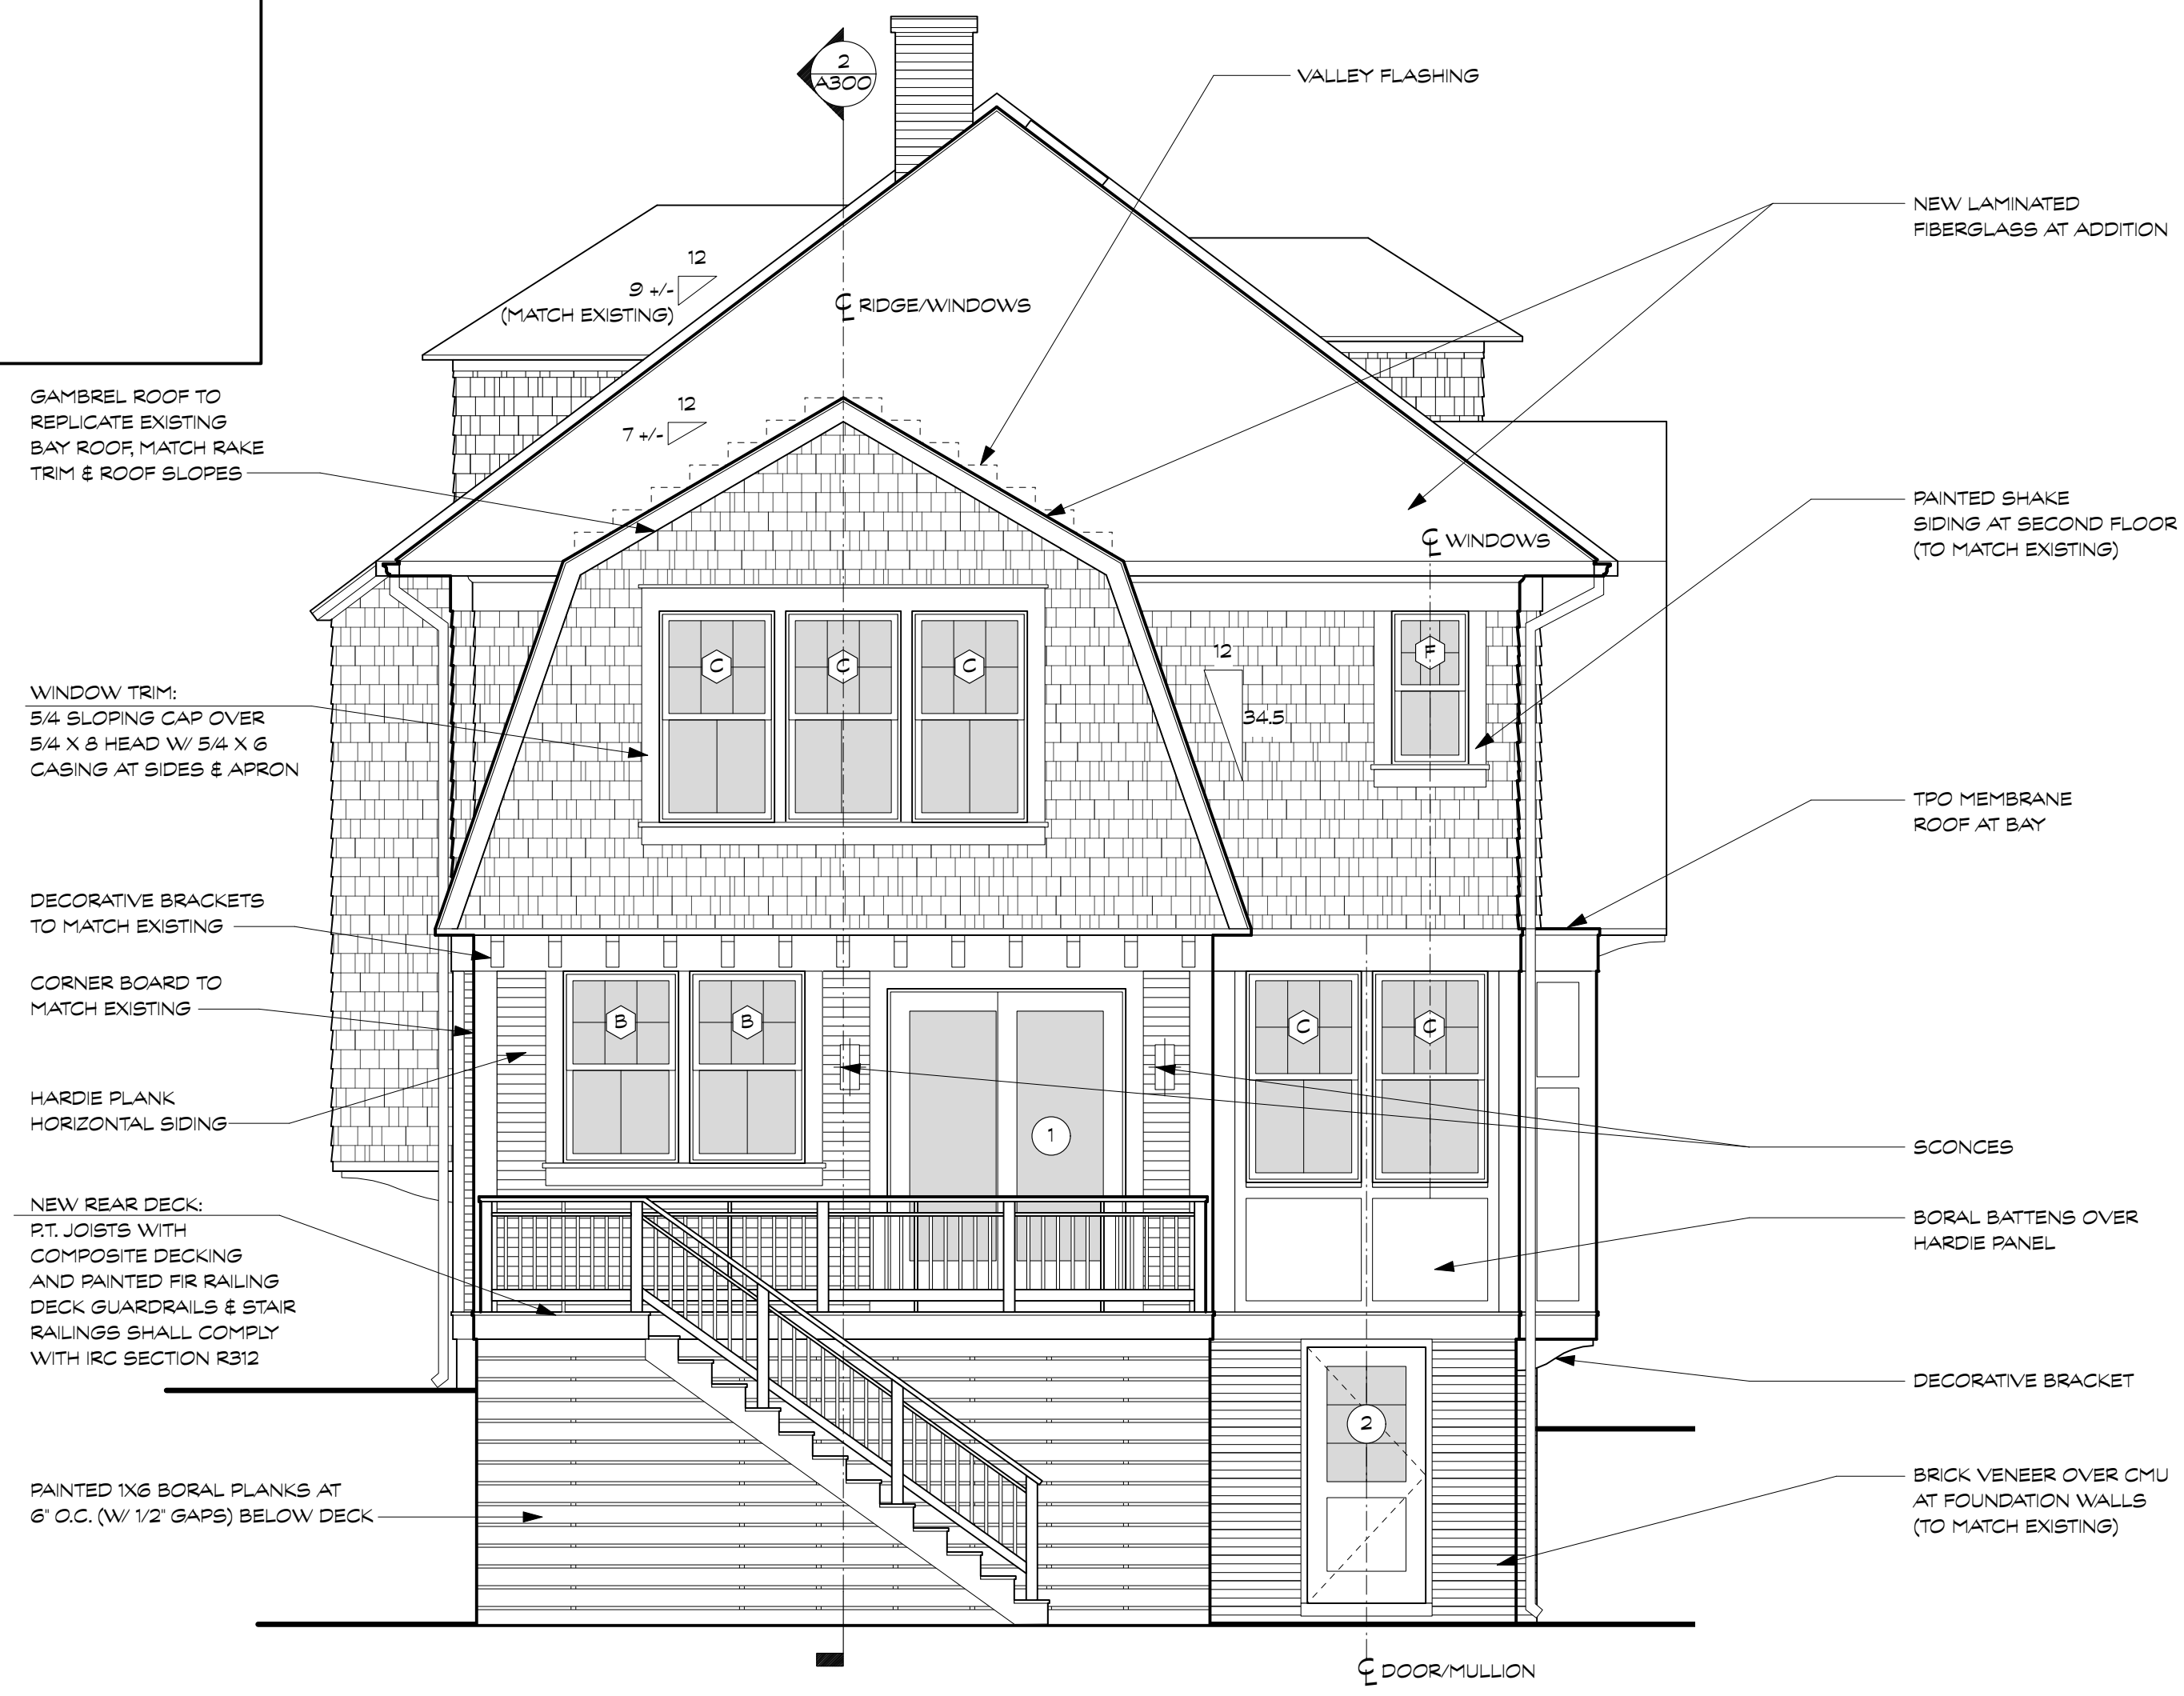 2
A300
VALLEY FLASHING
NEW LAMINATED
FIBERGLASS AT ADDITION
12
9 +/-
(MATCH EXISTING)
℄ RIDGE/WINDOWS
GAMBREL ROOF TO
REPLICATE EXISTING
BAY ROOF, MATCH RAKE
TRIM & ROOF SLOPES
12
7 +/-
PAINTED SHAKE
SIDING AT SECOND FLOOR
(TO MATCH EXISTING)
℄ WINDOWS
C
C
C
F
12
34.5
WINDOW TRIM:
5/4 SLOPING CAP OVER
5/4 X 8 HEAD W/ 5/4 X 6
CASING AT SIDES & APRON
TPO MEMBRANE
ROOF AT BAY
DECORATIVE BRACKETS
TO MATCH EXISTING
CORNER BOARD TO
MATCH EXISTING
B
B
C
C
HARDIE PLANK
HORIZONTAL SIDING
1
SCONCES
NEW REAR DECK:
P.T. JOISTS WITH
COMPOSITE DECKING
AND PAINTED FIR RAILING
DECK GUARDRAILS & STAIR
RAILINGS SHALL COMPLY
WITH IRC SECTION R312
BORAL BATTENS OVER
HARDIE PANEL
DECORATIVE BRACKET
2
PAINTED 1X6 BORAL PLANKS AT
6" O.C. (W/ 1/2" GAPS) BELOW DECK
BRICK VENEER OVER CMU
AT FOUNDATION WALLS
(TO MATCH EXISTING)
℄ DOOR/MULLION